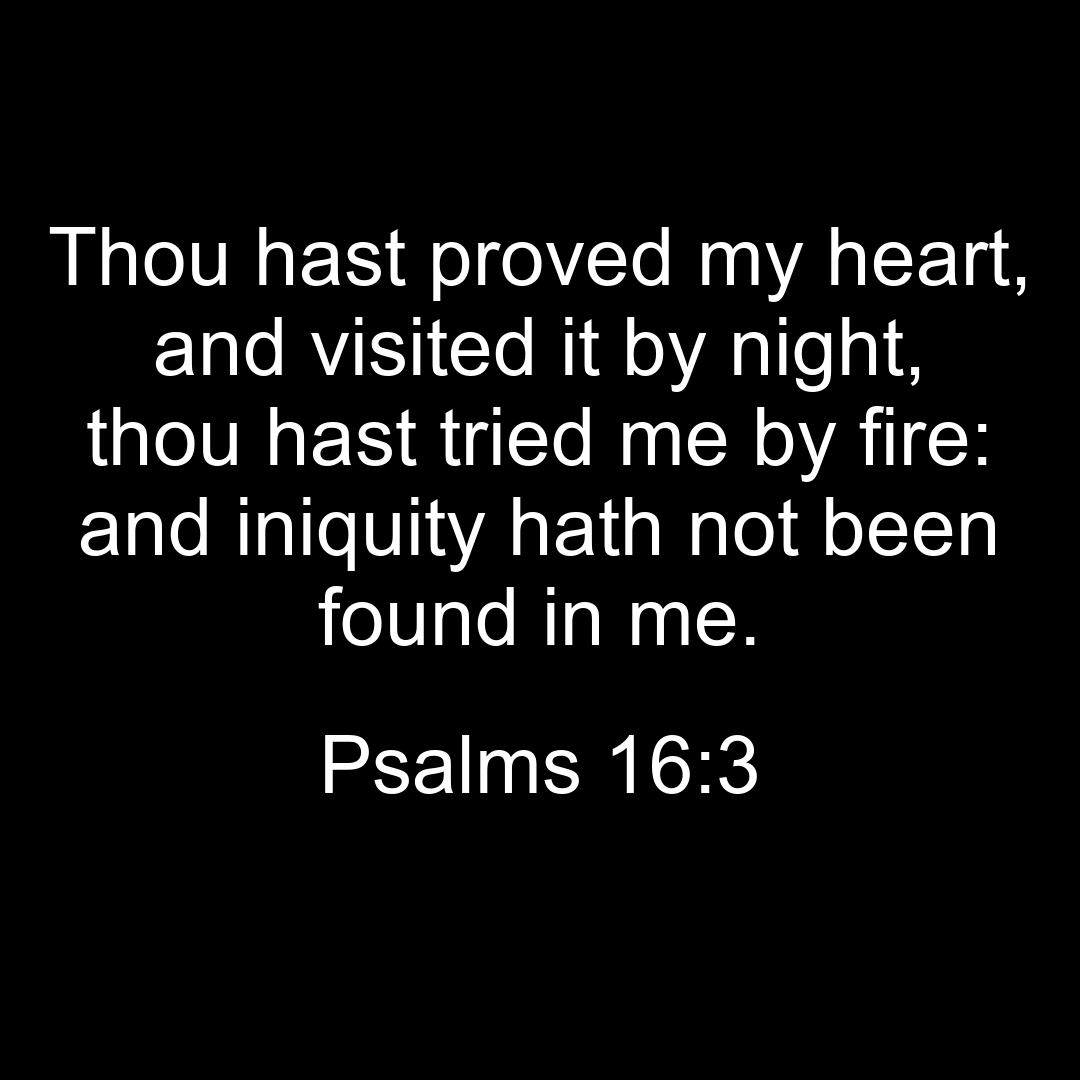 Thou hast proved my heart,
and visited it by night,
thou hast tried me by fire:
and iniquity hath not been
found in me.
Psalms 16:3